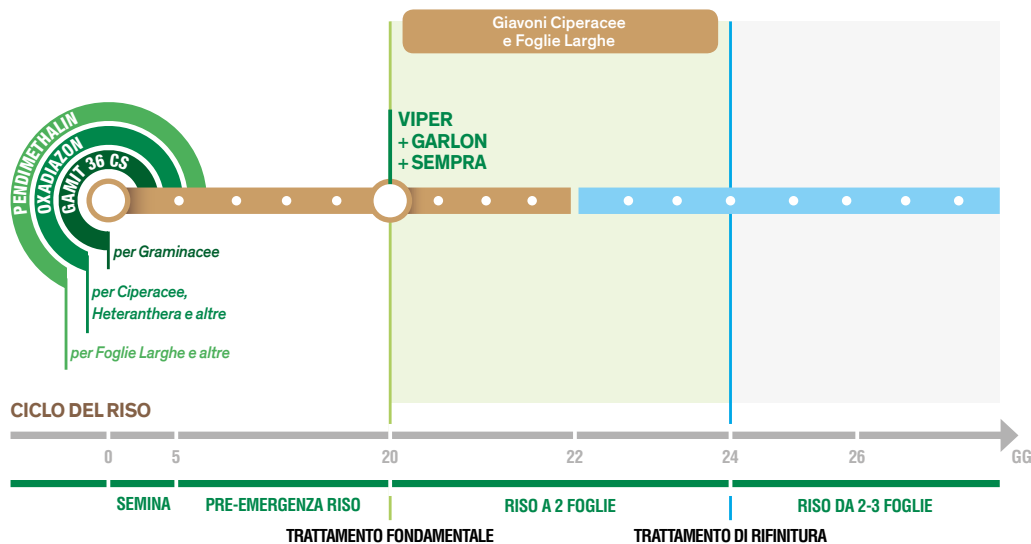 Giavoni Ciperacee
e Foglie Larghe
VIPER
+ GARLON
+ SEMPRA
PENDIMETHALIN
OXADIAZON
GAMIT 36 CS
per Graminacee
per Ciperacee,
Heteranthera e altre
per Foglie Larghe e altre
CICLO DEL RISO
0 5 20 22 24 26 GG
SEMINA PRE-EMERGENZA RISO RISO A 2 FOGLIE RISO DA 2-3 FOGLIE
TRATTAMENTO FONDAMENTALE TRATTAMENTO DI RIFINITURA